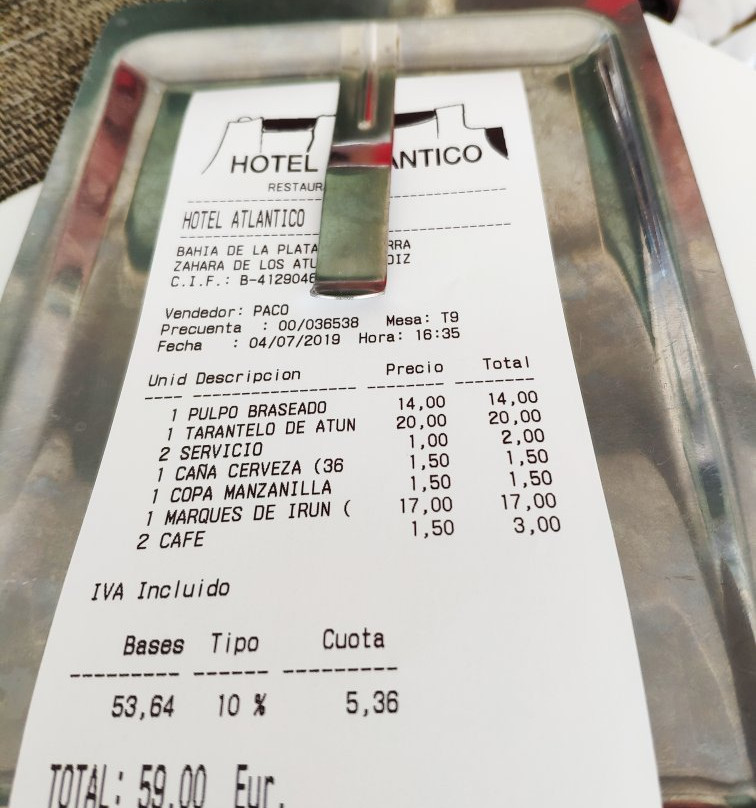 HOTEL ANTICO
RESTAUR
HOTEL ATLANTICO
BAHIA DE LA PLATA RRA
ZAHARA DE LOS ATU DIZ
C.I.F.: B-4129046
Vendedor: PACO
Precuenta : 00/036538 Mesa: T9
Fecha : 04/07/2019 Hora: 16:35
Unid Descripcion Precio Total
1 PULPO BRASEADO 14,00 14,00
1 TARANTELO DE ATUN 20,00 20,00
2 SERVICIO 1,00 2,00
1 CAÑA CERVEZA (36 1,50 1,50
1 COPA MANZANILLA 1,50 1,50
1 MARQUES DE IRUN ( 17,00 17,00
2 CAFE 1,50 3,00
IVA Incluido
Bases Tipo Cuota
53,64 10 % 5,36
TOTAL: 59,00 Eur.